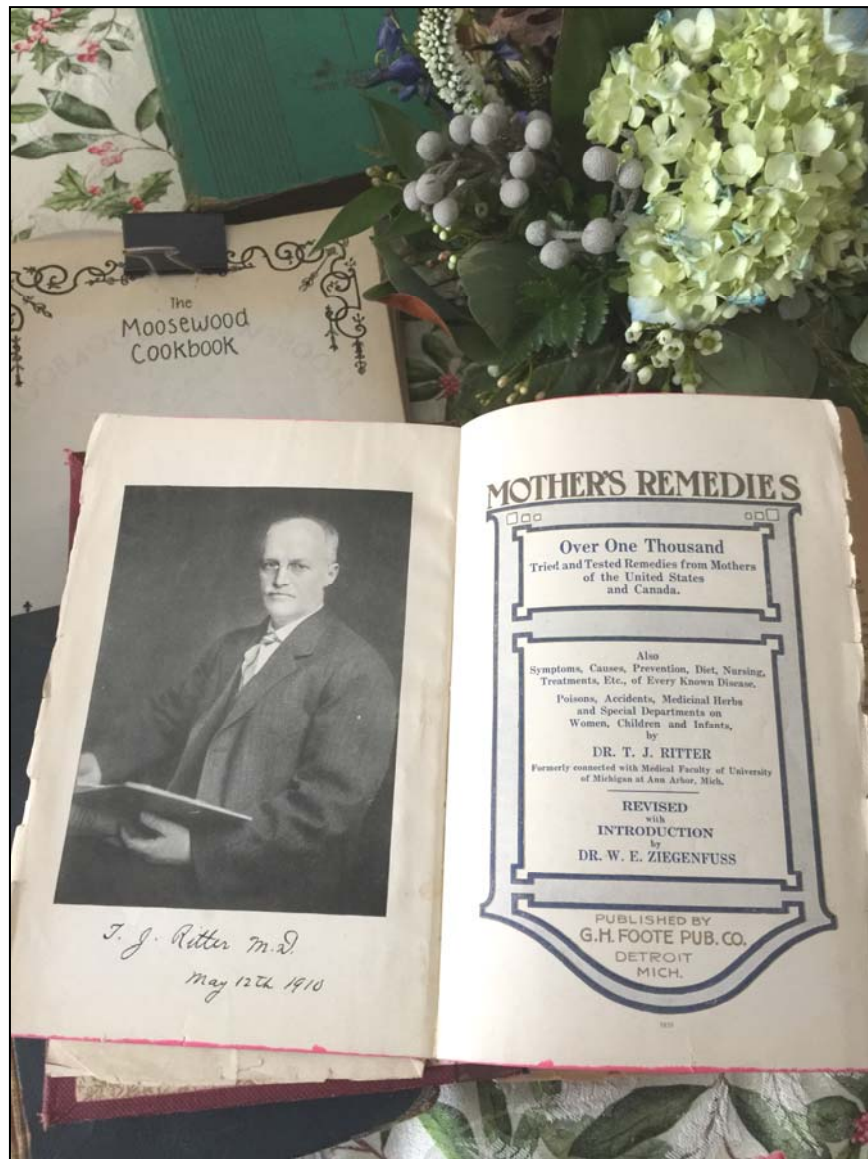 The
Moosewood
Cookbook
T. J. Ritter M.D.
May 12th 1910
MOTHER'S REMEDIES
Over One Thousand
Tried and Tested Remedies from Mothers
of the United States
and Canada.
Also
Symptoms, Causes, Prevention, Diet, Nursing,
Treatments, Etc., of Every Known Disease.
Poisons, Accidents, Medicinal Herbs
and Special Departments on
Women, Children and Infants,
by
DR. T. J. RITTER
Formerly connected with Medical Faculty of University
of Michigan at Ann Arbor, Mich.
REVISED
with
INTRODUCTION
by
DR. W. E. ZIEGENFUSS
PUBLISHED BY
G.H. FOOTE PUB. CO.
DETROIT
MICH.